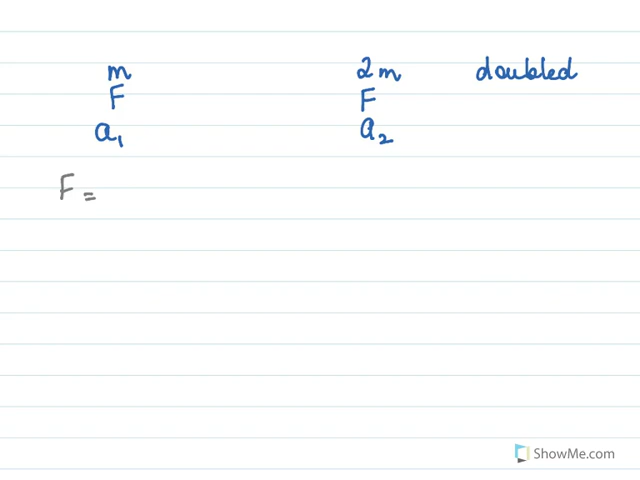 m 2m doubled
F F
a₁ a₂
F =
ShowMe.com